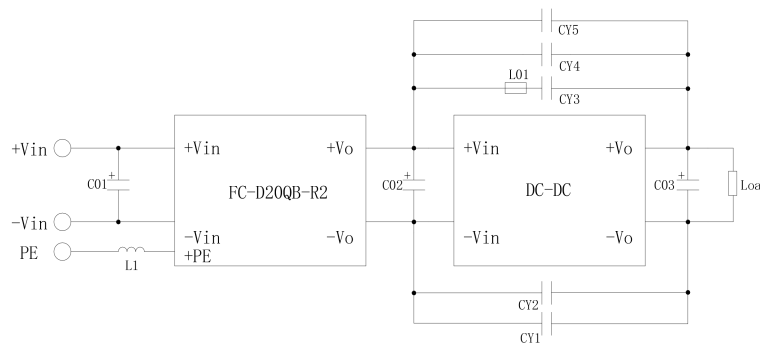 CY5
CY4
L01
CY3
+Vin
+Vin
+Vo
+Vin
+Vo
C01
+
FC-D20QB-R2
C02
+
DC-DC
C03
+
Loa
-Vin
-Vin
-Vo
-Vin
-Vo
PE
L1
+PE
CY2
CY1